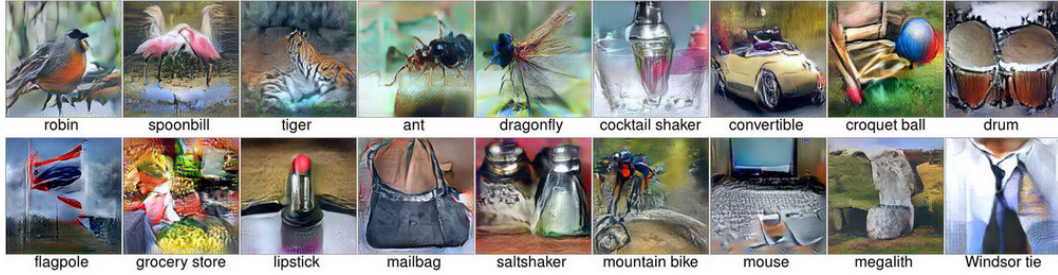 robin spoonbill tiger ant dragonfly cocktail shaker convertible croquet ball drum
flagpole grocery store lipstick mailbag saltshaker mountain bike mouse megalith Windsor tie